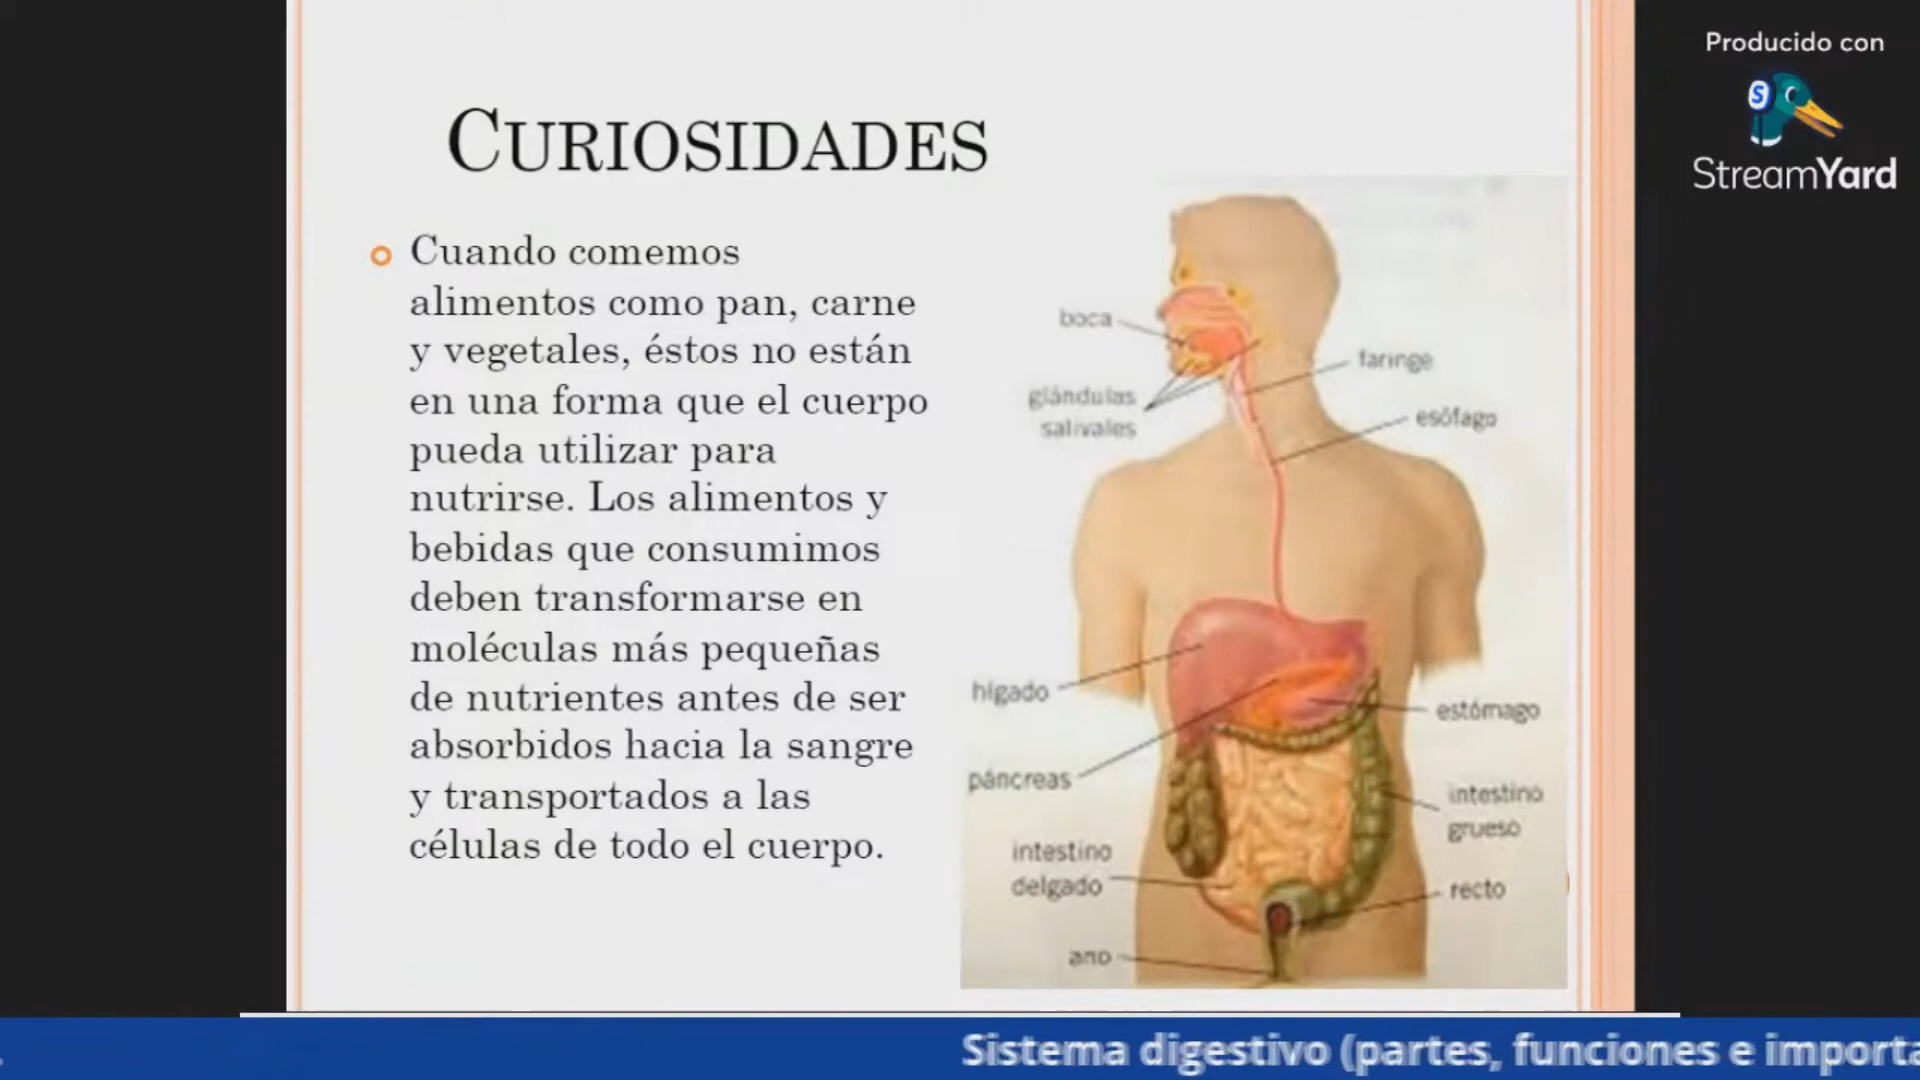 Producido con
StreamYard
CURIOSIDADES
Cuando comemos
alimentos como pan, carne
y vegetales, éstos no están
en una forma que el cuerpo
pueda utilizar para
nutrirse. Los alimentos y
bebidas que consumimos
deben transformarse en
moléculas más pequeñas
de nutrientes antes de ser
absorbidos hacia la sangre
y transportados a las
células de todo el cuerpo.
boca
faringe
glándulas
salivales
esófago
hígado
estómago
páncreas
intestino
grueso
intestino
delgado
recto
ano
Sistema digestivo (partes, funciones e importa